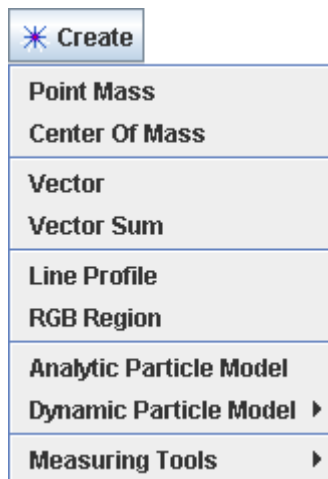 Create
Point Mass
Center Of Mass
Vector
Vector Sum
Line Profile
RGB Region
Analytic Particle Model
Dynamic Particle Model
Measuring Tools